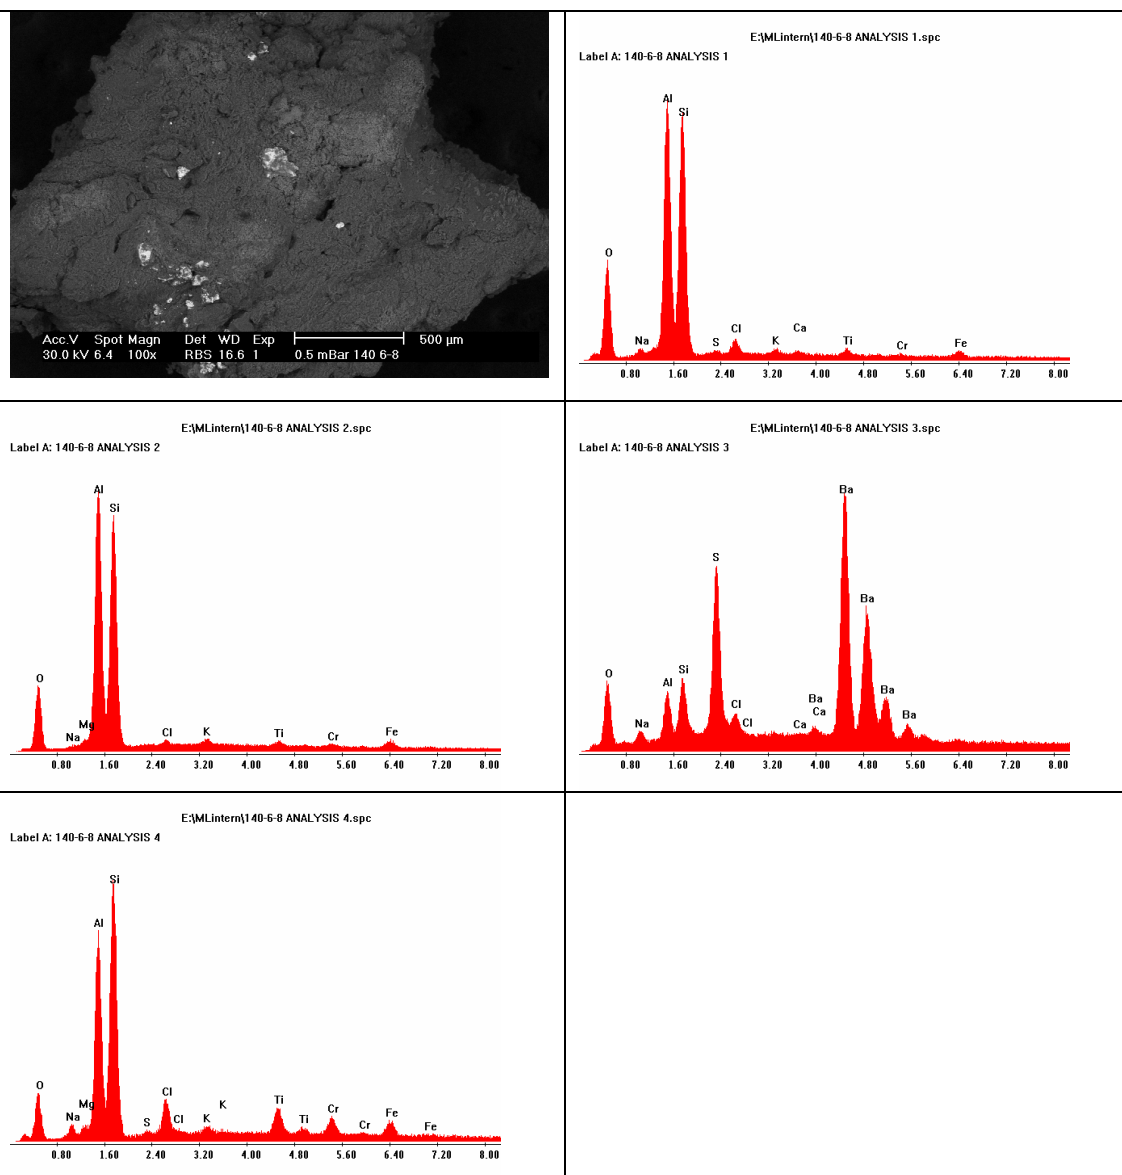 Acc.V Spot Magn Det WD Exp 500 µm
30.0 kV 6.4 100x RBS 16.6 1 0.5 mBar 140 6-8
E:\MLintern\140-6-8 ANALYSIS 1.spc
Label A: 140-6-8 ANALYSIS 1
Al
Si
O
Na
S
Cl
K
Ca
Ti
Cr
Fe
0.80 1.60 2.40 3.20 4.00 4.80 5.60 6.40 7.20 8.00
E:\MLintern\140-6-8 ANALYSIS 2.spc
Label A: 140-6-8 ANALYSIS 2
Al
Si
O
Mg
Na
Cl
K
Ti
Cr
Fe
0.80 1.60 2.40 3.20 4.00 4.80 5.60 6.40 7.20 8.00
E:\MLintern\140-6-8 ANALYSIS 3.spc
Label A: 140-6-8 ANALYSIS 3
Ba
S
Ba
O
Al
Si
Na
Cl
Cl
Ca
Ba
Ca
Ba
Ba
0.80 1.60 2.40 3.20 4.00 4.80 5.60 6.40 7.20 8.00
E:\MLintern\140-6-8 ANALYSIS 4.spc
Label A: 140-6-8 ANALYSIS 4
Si
Al
O
Na
Mg
S
Cl
Cl
K
K
Ti
Ti
Cr
Cr
Fe
Fe
0.80 1.60 2.40 3.20 4.00 4.80 5.60 6.40 7.20 8.00